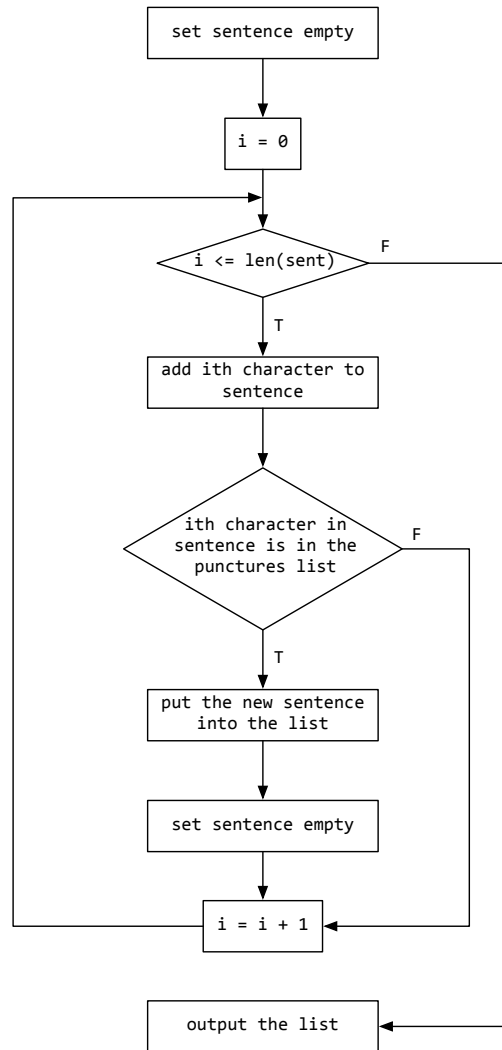 set sentence empty
i = 0
i <= len(sent)
F
T
add ith character to
sentence
ith character in
sentence is in the
punctures list
F
T
put the new sentence
into the list
set sentence empty
i = i + 1
output the list